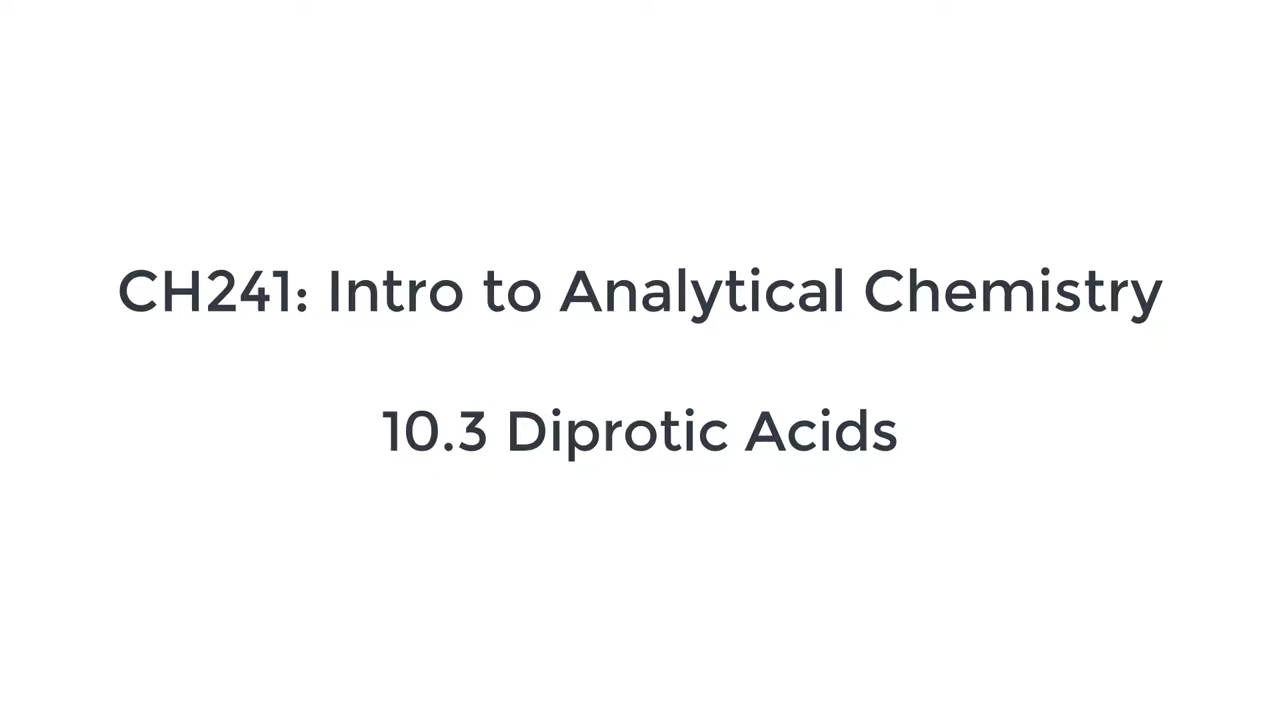 CH241: Intro to Analytical Chemistry
10.3 Diprotic Acids